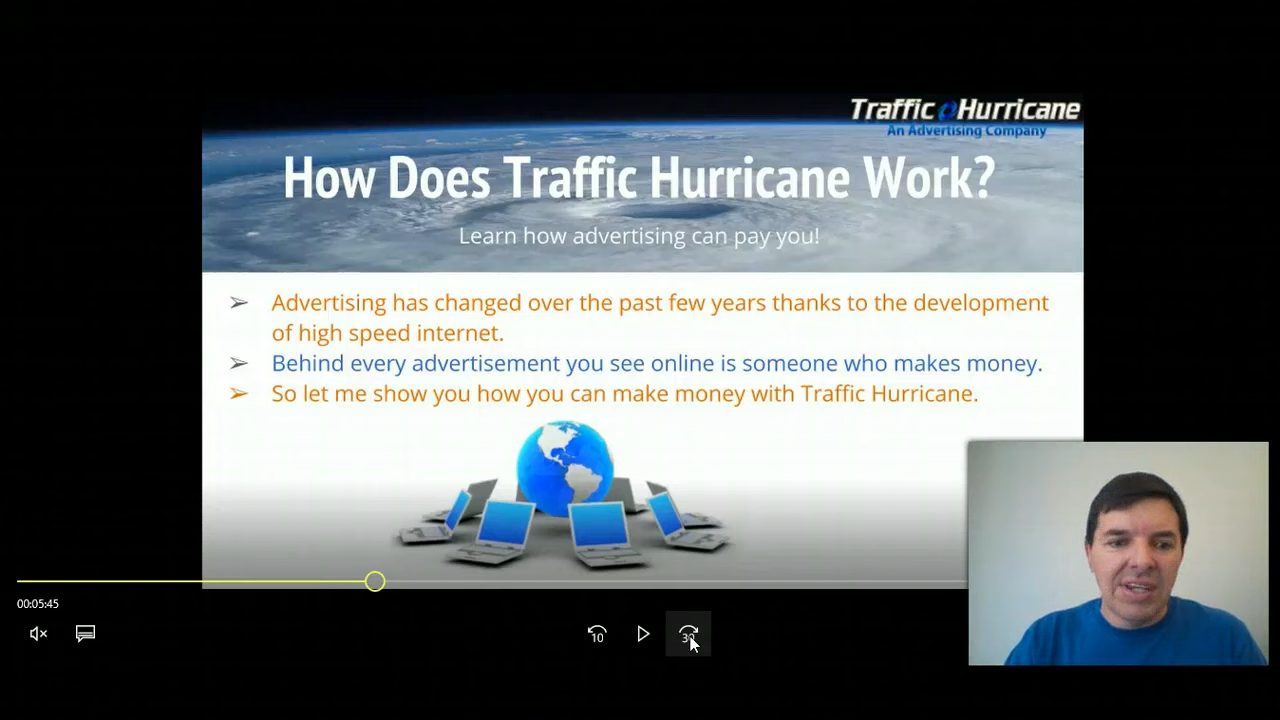 Traffic Hurricane
An Advertising Company
How Does Traffic Hurricane Work?
Learn how advertising can pay you!
➢ Advertising has changed over the past few years thanks to the development
of high speed internet.
➢ Behind every advertisement you see online is someone who makes money.
➢ So let me show you how you can make money with Traffic Hurricane.
00:05:45
10
30